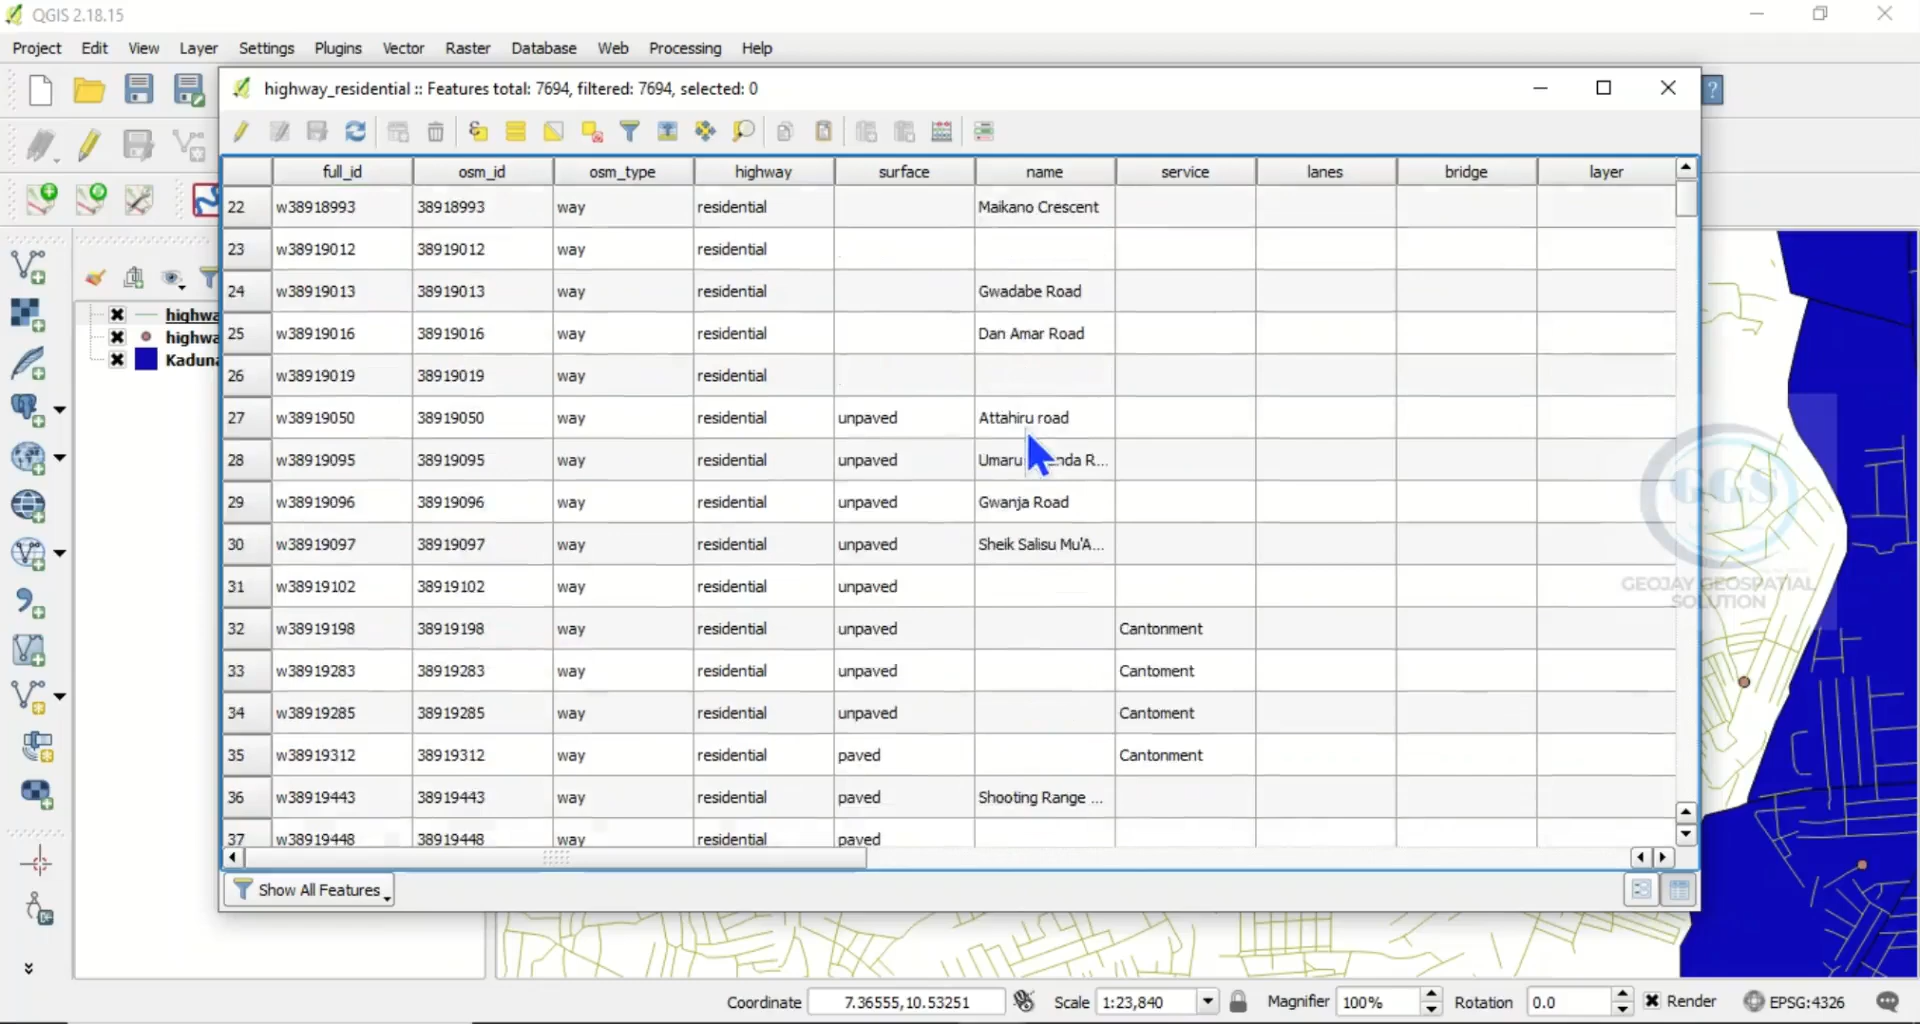 QGIS 2.18.15
Project Edit View Layer Settings Plugins Vector Raster Database Web Processing Help
highway_residential :: Features total: 7694, filtered: 7694, selected: 0
full_id osm_id osm_type highway surface name service lanes bridge layer
22 w38918993 38918993 way residential Maikano Crescent
23 w38919012 38919012 way residential
24 w38919013 38919013 way residential Gwadabe Road
25 w38919016 38919016 way residential Dan Amar Road
26 w38919019 38919019 way residential
27 w38919050 38919050 way residential unpaved Attahiru road
28 w38919095 38919095 way residential unpaved Umaru R...
29 w38919096 38919096 way residential unpaved Gwanja Road
30 w38919097 38919097 way residential unpaved Sheik Salisu Mu'A...
31 w38919102 38919102 way residential unpaved
32 w38919198 38919198 way residential unpaved Cantonment
33 w38919283 38919283 way residential unpaved Cantoment
34 w38919285 38919285 way residential unpaved Cantoment
35 w38919312 38919312 way residential paved Cantonment
36 w38919443 38919443 way residential paved Shooting Range ...
37 w38919448 38919448 way residential paved
highwa
highwa
Kaduna
Show All Features
GGS
GEOJAY GEOSPATIAL
SOLUTION
Coordinate 7.36555,10.53251 Scale 1:23,840 Magnifier 100% Rotation 0.0 Render EPSG:4326